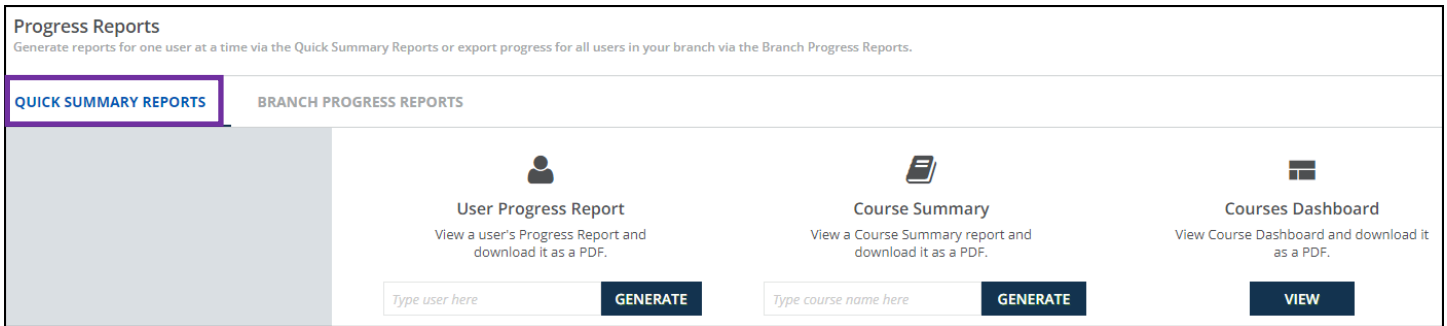 Progress Reports
Generate reports for one user at a time via the Quick Summary Reports or export progress for all users in your branch via the Branch Progress Reports.
QUICK SUMMARY REPORTS
BRANCH PROGRESS REPORTS
User Progress Report
View a user's Progress Report and
download it as a PDF.
Type user here
GENERATE
Course Summary
View a Course Summary report and
download it as a PDF.
Type course name here
GENERATE
Courses Dashboard
View Course Dashboard and download it
as a PDF.
VIEW